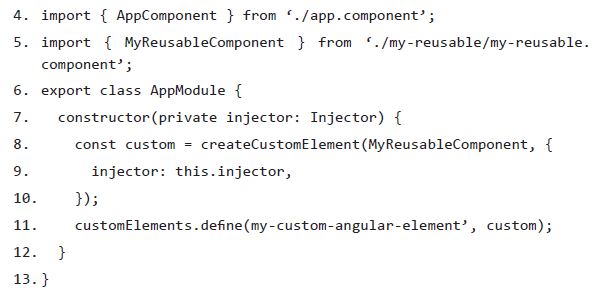 4. import { AppComponent } from ‘./app.component’;
5. import { MyReusableComponent } from ‘./my-reusable/my-reusable.
component’;
6. export class AppModule {
7. constructor(private injector: Injector) {
8. const custom = createCustomElement(MyReusableComponent, {
9. injector: this.injector,
10. });
11. customElements.define(my-custom-angular-element’, custom);
12. }
13. }